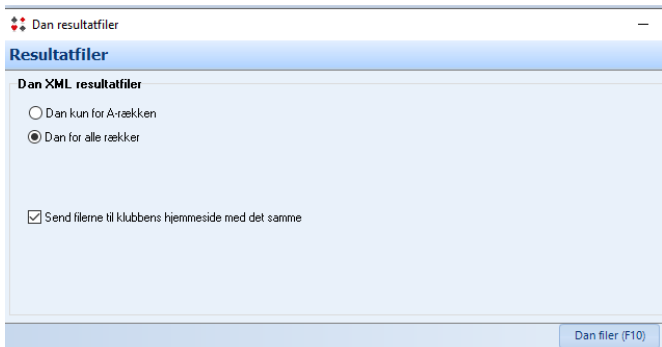 Dan resultatfiler
Resultatfiler
Dan XML resultatfiler
Dan kun for A-rækken
Dan for alle rækker
Send filerne til klubbens hjemmeside med det samme
Dan filer (F10)